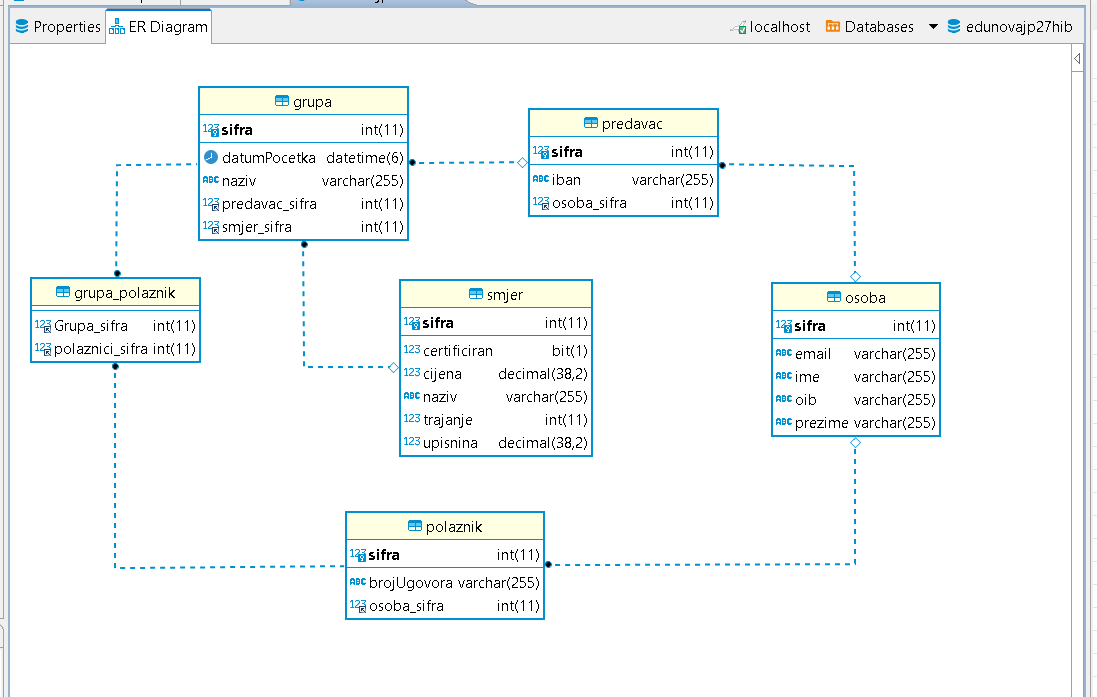 Properties
ER Diagram
localhost
Databases
edunovajp27hib
grupa
123 sifra int(11)
datumPocetka datetime(6)
ABC naziv varchar(255)
123 predavac_sifra int(11)
123 smjer_sifra int(11)
predavac
123 sifra int(11)
ABC iban varchar(255)
123 osoba_sifra int(11)
grupa_polaznik
123 Grupa_sifra int(11)
123 polaznici_sifra int(11)
smjer
123 sifra int(11)
123 certificiran bit(1)
123 cijena decimal(38,2)
ABC naziv varchar(255)
123 trajanje int(11)
123 upisnina decimal(38,2)
osoba
123 sifra int(11)
ABC email varchar(255)
ABC ime varchar(255)
ABC oib varchar(255)
ABC prezime varchar(255)
polaznik
123 sifra int(11)
ABC brojUgovora varchar(255)
123 osoba_sifra int(11)